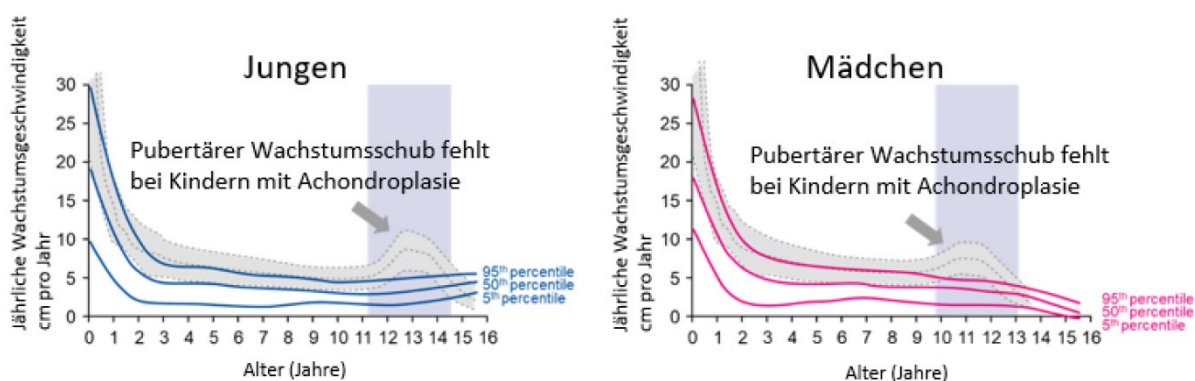 Jungen
Jährliche Wachstumsgeschwindigkeit
cm pro Jahr
30
25
20
15
10
5
0
Pubertärer Wachstumsschub fehlt
bei Kindern mit Achondroplasie
95th percentile
50th percentile
5th percentile
0 1 2 3 4 5 6 7 8 9 10 11 12 13 14 15 16
Alter (Jahre)
Mädchen
Jährliche Wachstumsgeschwindigkeit
cm pro Jahr
30
25
20
15
10
5
0
Pubertärer Wachstumsschub fehlt
bei Kindern mit Achondroplasie
95th percentile
50th percentile
5th percentile
0 1 2 3 4 5 6 7 8 9 10 11 12 13 14 15 16
Alter (Jahre)